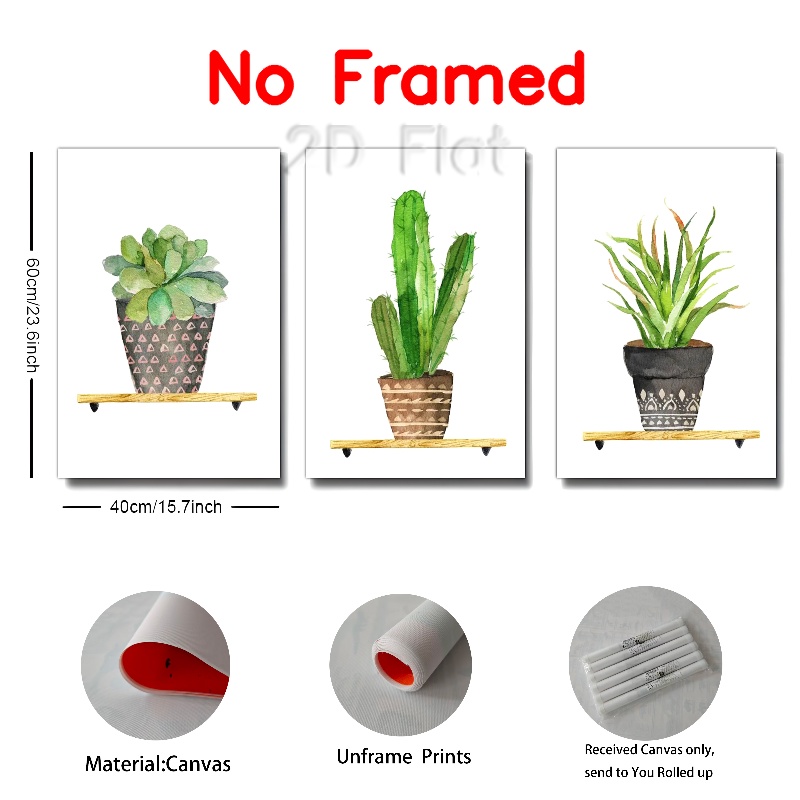 No Framed
2D Flat
60cm/23.6inch
40cm/15.7inch
Material:Canvas
Unframe Prints
Received Canvas only,
send to You Rolled up